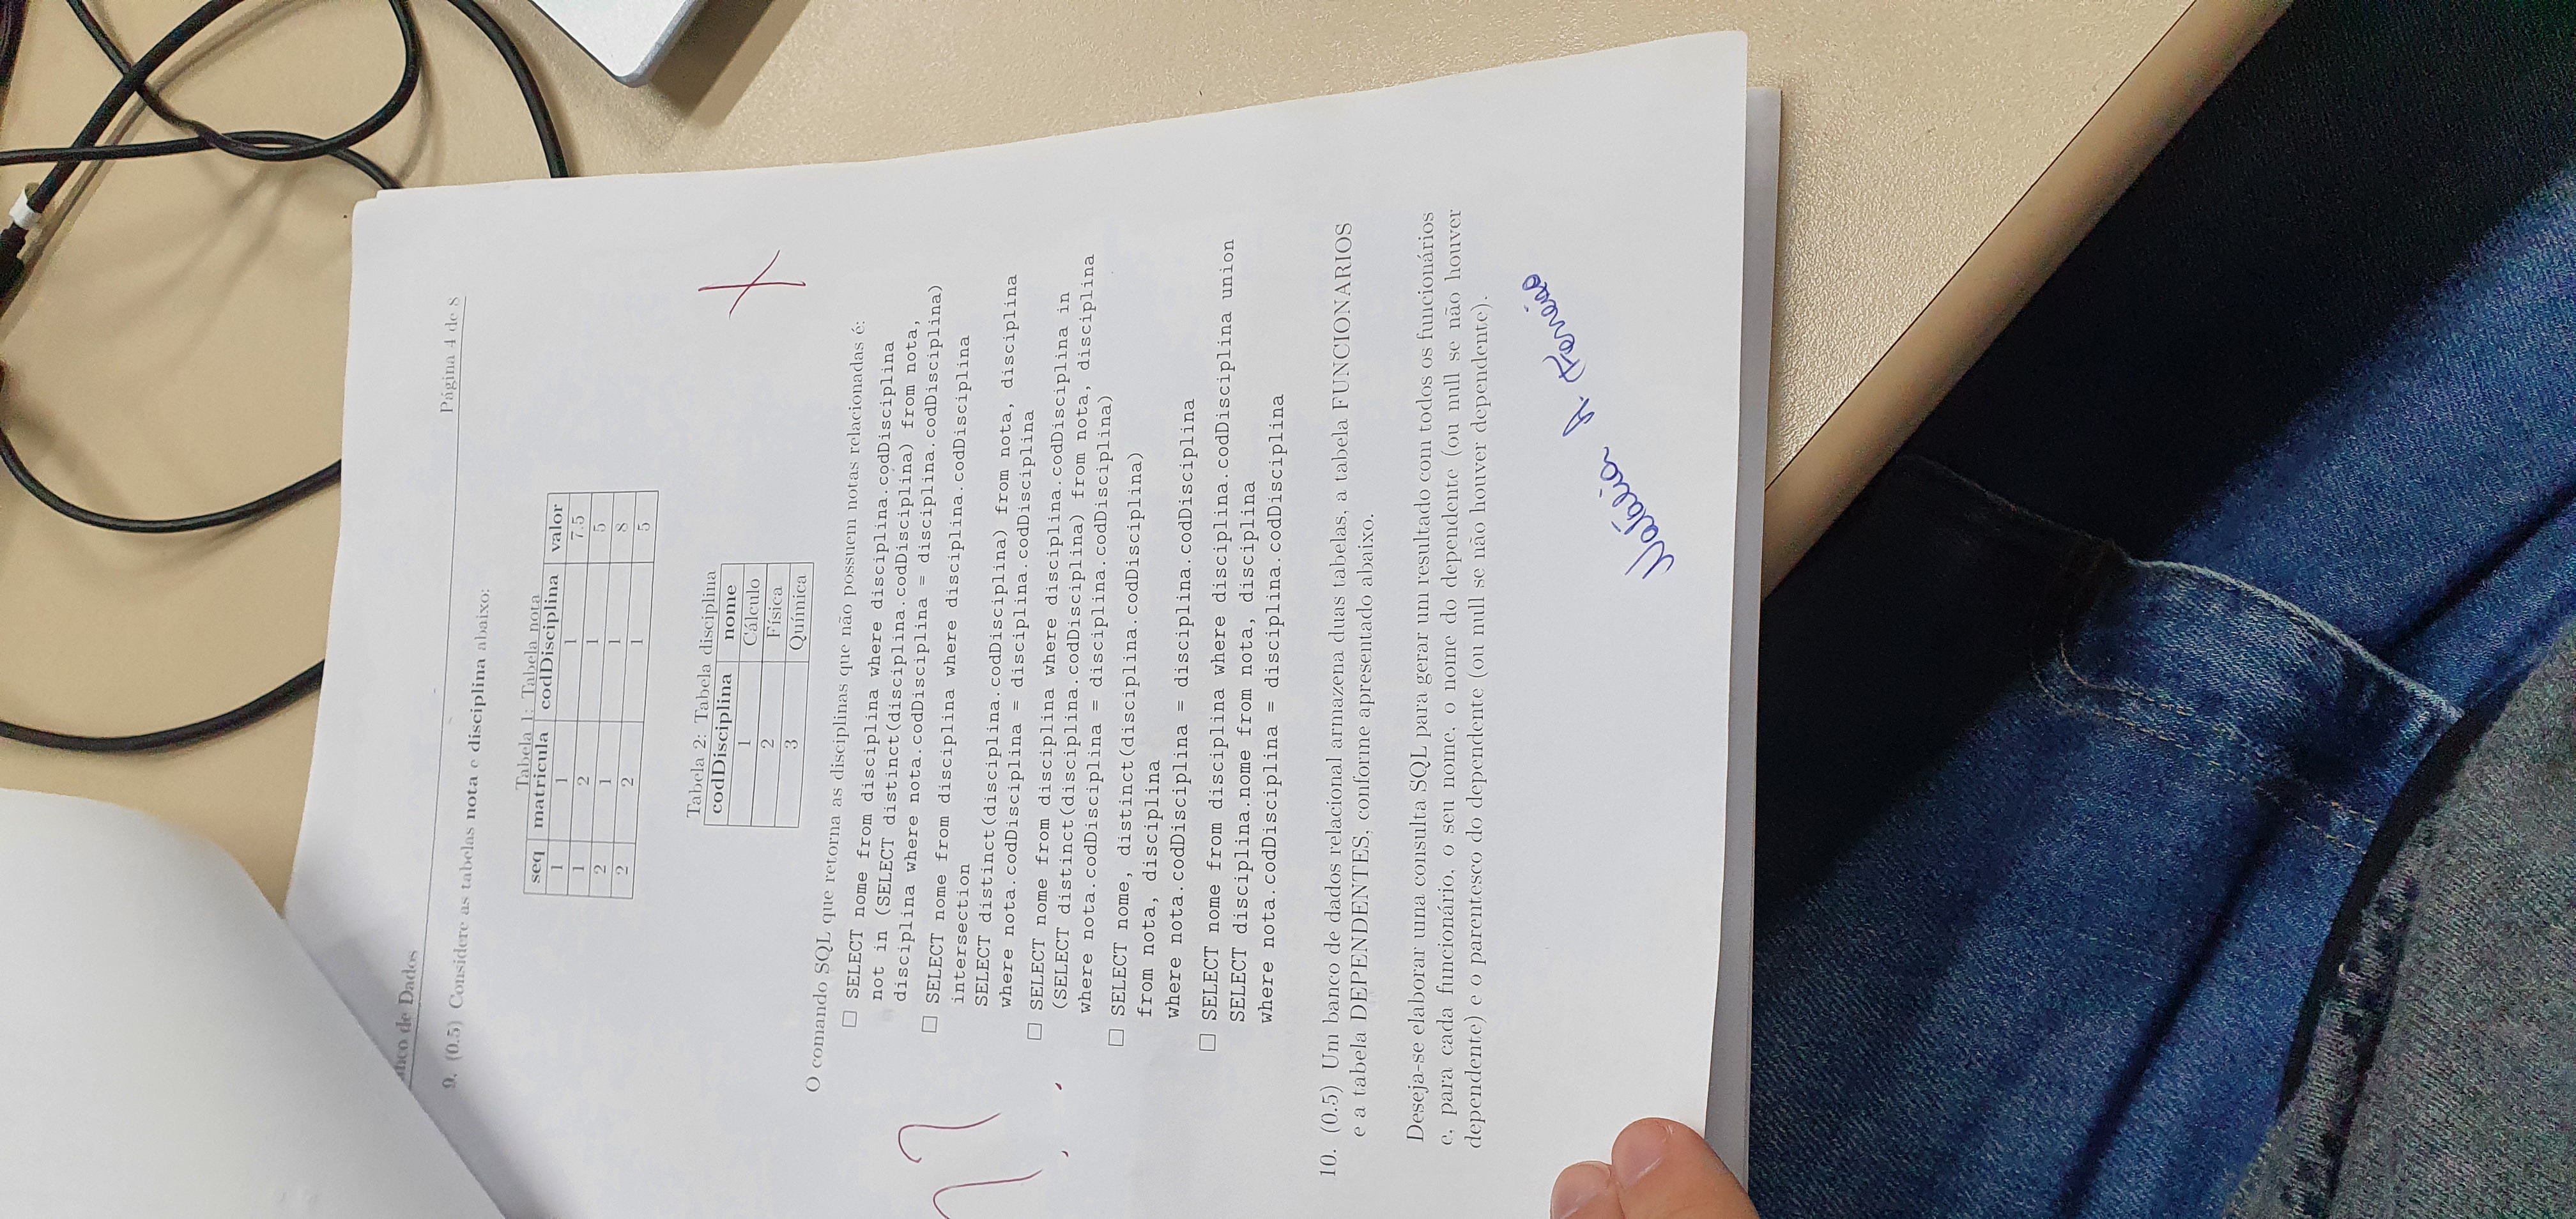 de Dados
Página 4 de 8
9. (0.5) Considere as tabelas nota e disciplina abaixo:
Tabela 1: Tabela nota
seq matricula codDisciplina valor
1 1 1 7.5
1 2 1 5
2 1 1 8
2 2 1 5
Tabela 2: Tabela disciplina
codDisciplina nome
1 Cálculo
2 Física
3 Química
O comando SQL que retorna as disciplinas que não possuem notas relacionadas é:
SELECT nome from disciplina where disciplina.codDisciplina
not in (SELECT distinct(disciplina.codDisciplina) from nota,
disciplina where nota.codDisciplina = disciplina.codDisciplina)
SELECT nome from disciplina where disciplina.codDisciplina
intersection
SELECT distinct(disciplina.codDisciplina) from nota, disciplina
where nota.codDisciplina = disciplina.codDisciplina
SELECT nome from disciplina where disciplina.codDisciplina in
(SELECT distinct(disciplina.codDisciplina) from nota, disciplina
where nota.codDisciplina = disciplina.codDisciplina)
SELECT nome, distinct(disciplina.codDisciplina)
from nota, disciplina
where nota.codDisciplina = disciplina.codDisciplina
SELECT nome from disciplina where disciplina.codDisciplina union
SELECT disciplina.nome from nota, disciplina
where nota.codDisciplina = disciplina.codDisciplina
??
10. (0.5) Um banco de dados relacional armazena duas tabelas, a tabela FUNCIONARIOS
e a tabela DEPENDENTES, conforme apresentado abaixo.
Deseja-se elaborar uma consulta SQL para gerar um resultado com todos os funcionários
e, para cada funcionário, o seu nome, o nome do dependente (ou null se não houver
dependente) e o parentesco do dependente (ou null se não houver dependente).
Natália A. Ferreira